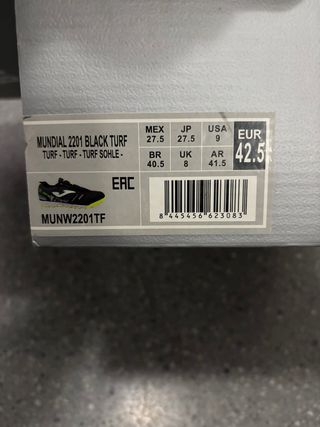 MUNDIAL 2201 BLACK TURF
TURF - TURF - TURF SOHLE -
MEX 27.5
JP 27.5
USA 9
BR 40.5
UK 8
AR 41.5
EUR 42.5
EAC
MUNW2201TF
8 445456 623083